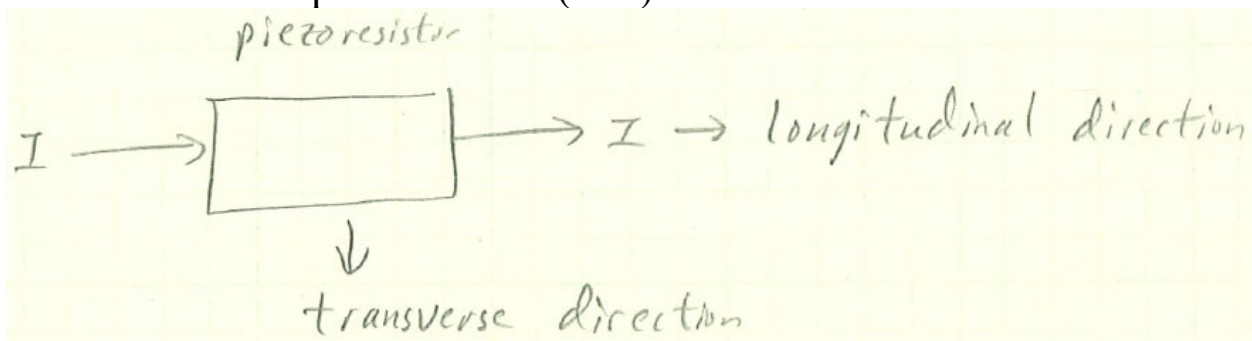 piezoresistor
I → I → longitudinal direction
transverse direction